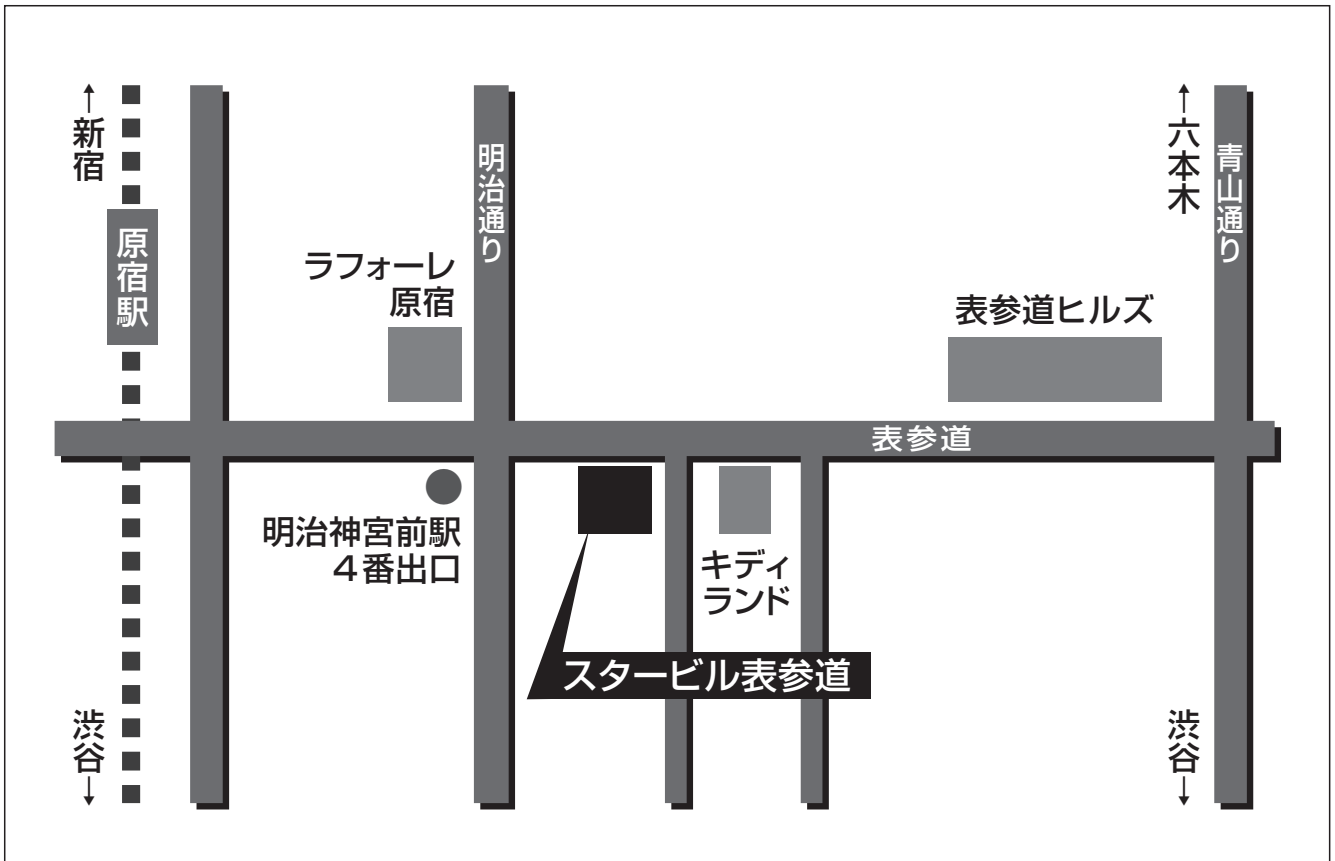 ↑新宿
原宿駅
渋谷↓
ラフォーレ
原宿
明治通り
表参道ヒルズ
↑六本木
青山通り
表参道
明治神宮前駅
4番出口
キディ
ランド
スタービル表参道
渋谷↓